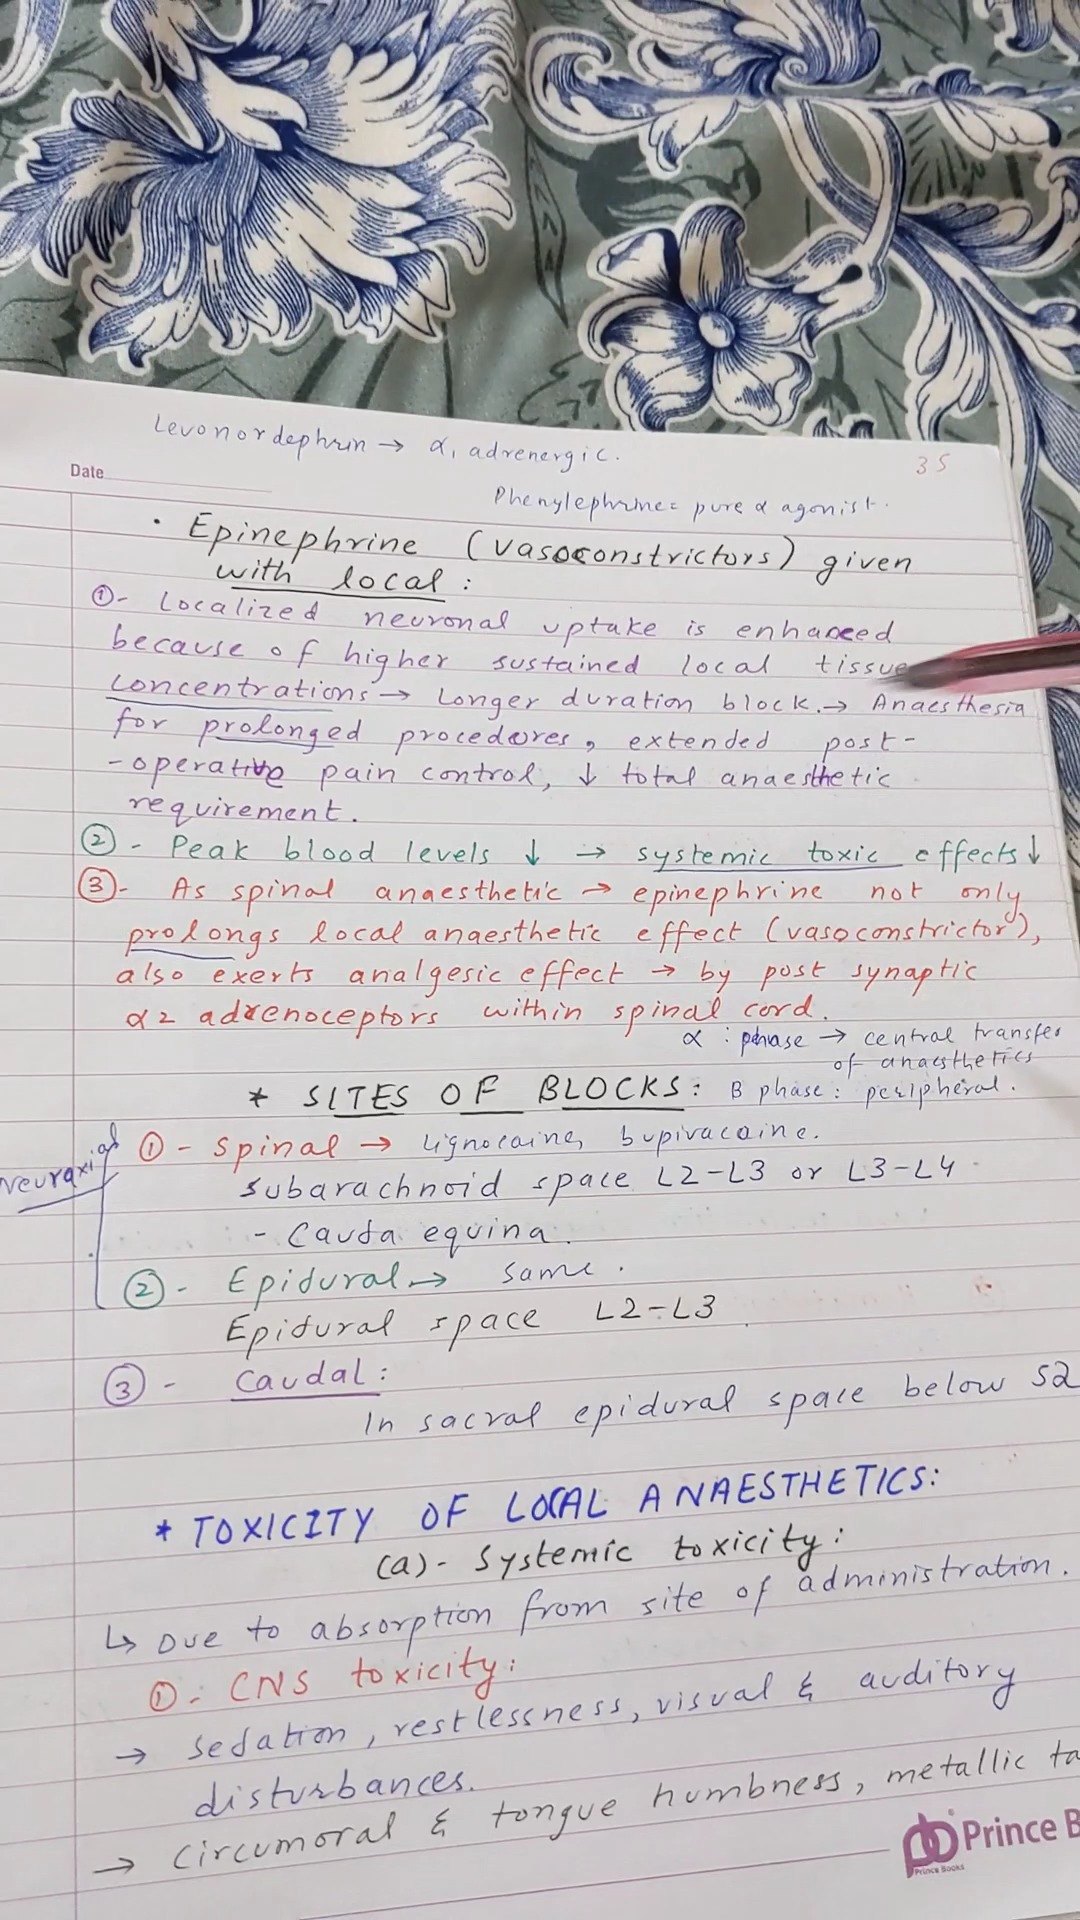 Levonordephrin → α, adrenergic.
35
Date
Phenylephrine= pure α agonist.
• Epinephrine (vasoconstrictors) given
with local :
①- Localized neuronal uptake is enhanced
because of higher sustained local tissue
concentrations → Longer duration block. → Anaesthesia
for prolonged procedures, extended post-
-operative pain control, ↓ total anaesthetic
requirement.
②- Peak blood levels ↓ → systemic toxic effects ↓
③- As spinal anaesthetic → epinephrine not only
prolongs local anaesthetic effect (vasoconstrictor),
also exerts analgesic effect → by post synaptic
α2 adrenoceptors within spinal cord.
α : phase → central transfer
of anaesthetics
* SITES OF BLOCKS: B phase: peripheral.
Neuraxial
①- Spinal → Lignocaine, bupivacaine.
subarachnoid space L2-L3 or L3-L4
- Cauda equina.
②- Epidural → same.
Epidural space L2-L3
③- Caudal :
In sacral epidural space below S2
* TOXICITY OF LOCAL ANAESTHETICS:
(a)- Systemic toxicity:
↳ Due to absorption from site of administration.
①- CNS toxicity:
→ sedation, restlessness, visual & auditory
disturbances.
→ circumoral & tongue numbness, metallic ta
Prince B
Prince Books